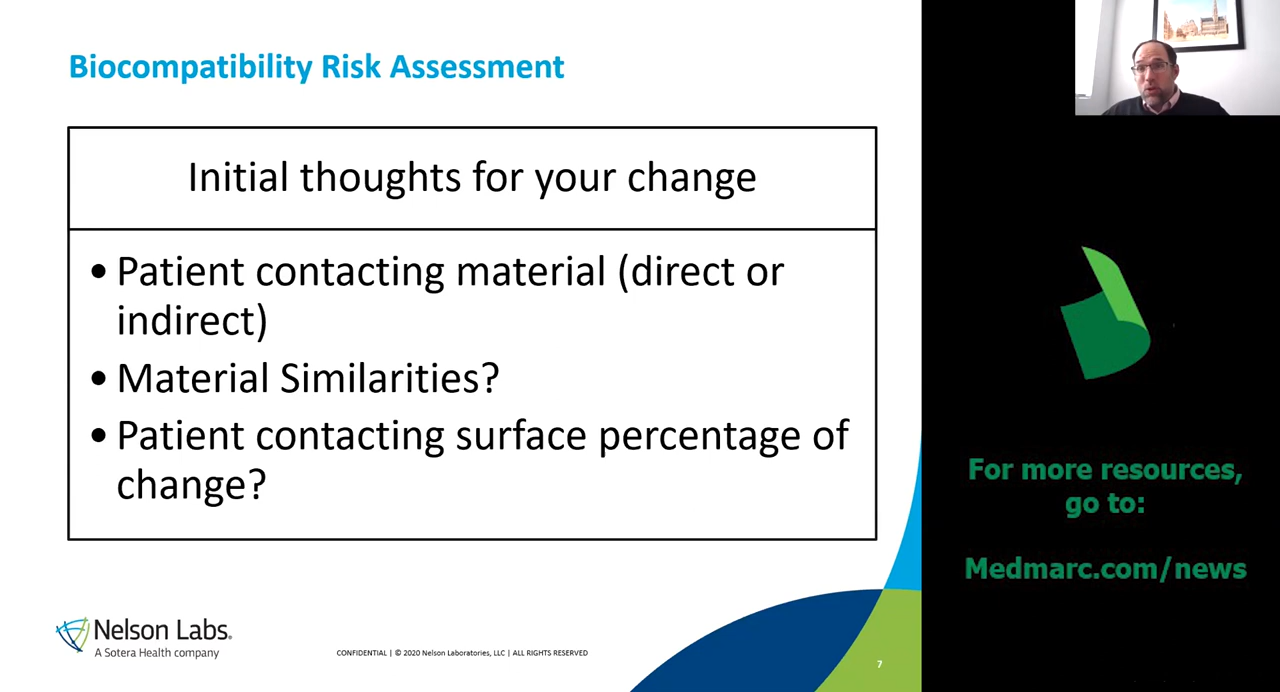 Biocompatibility Risk Assessment
Initial thoughts for your change
• Patient contacting material (direct or
indirect)
• Material Similarities?
• Patient contacting surface percentage of
change?
Nelson Labs.
A Sotera Health company
CONFIDENTIAL | © 2020 Nelson Laboratories, LLC | ALL RIGHTS RESERVED
7
For more resources,
go to:
Medmarc.com/news